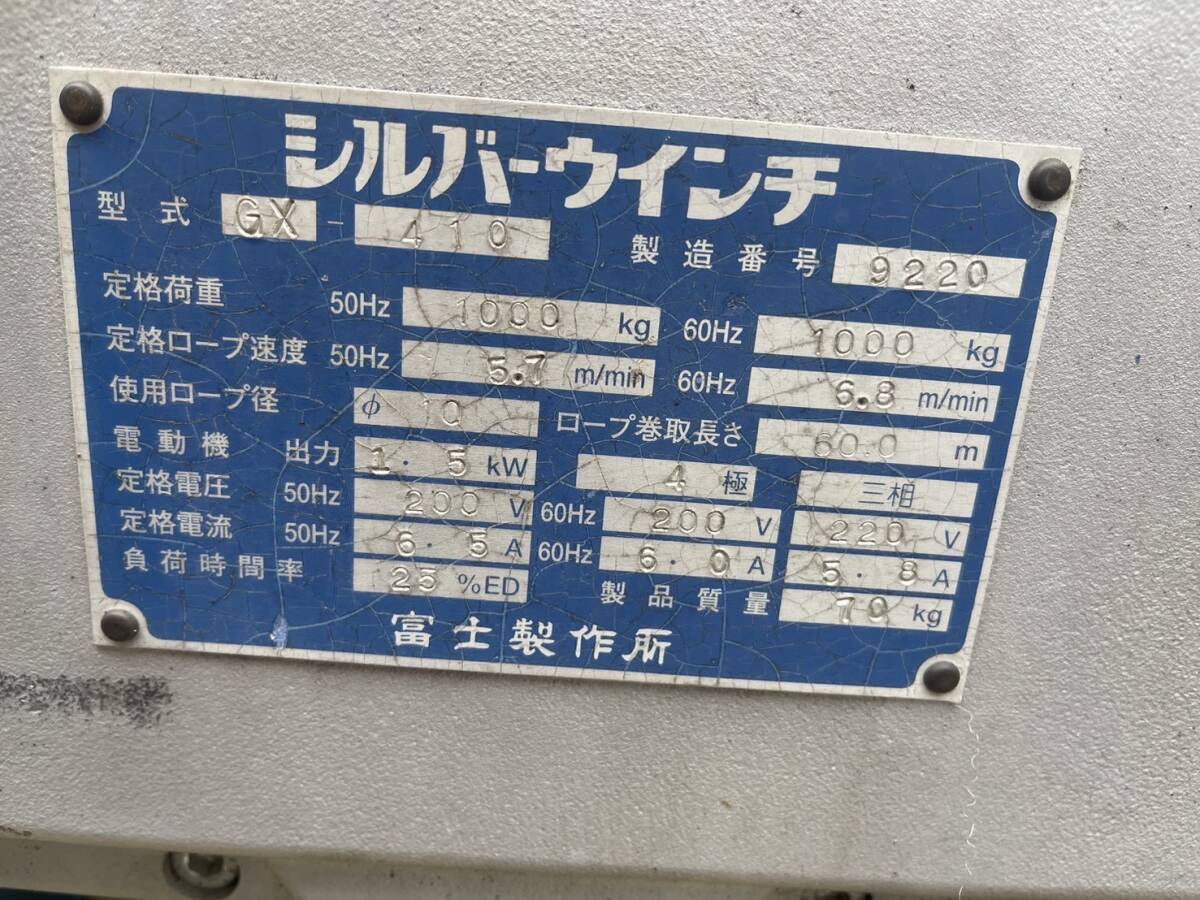 シルバーウインチ
型式 GX - 410 製造番号 9220
定格荷重 50Hz 1000 kg 60Hz 1000 kg
定格ロープ速度 50Hz 5.7 m/min 60Hz 6.8 m/min
使用ロープ径 φ 10 ロープ巻取長さ 60.0 m
電動機 出力 1.5 kW 4 極 三相
定格電圧 50Hz 200 V 60Hz 200 V 220 V
定格電流 50Hz 6.5 A 60Hz 6.0 A 5.8 A
負荷時間率 25 %ED 製品質量 70 kg
富士製作所